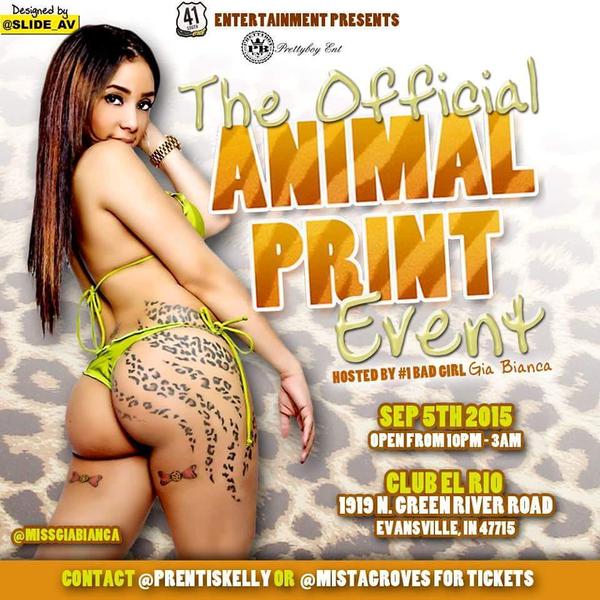 Designed by
@SLIDE_AV
41
SOUTH
ENTERTAINMENT PRESENTS
PB
Prettyboy Ent
The Official
ANIMAL
PRINT
Event
HOSTED BY #1 BAD GIRL Gia Bianca
SEP 5TH 2015
OPEN FROM 10PM - 3AM
CLUB EL RIO
1919 N. GREEN RIVER ROAD
EVANSVILLE, IN 47715
@MISSGIABIANCA
CONTACT @PRENTISKELLY OR @MISTAGROVES FOR TICKETS